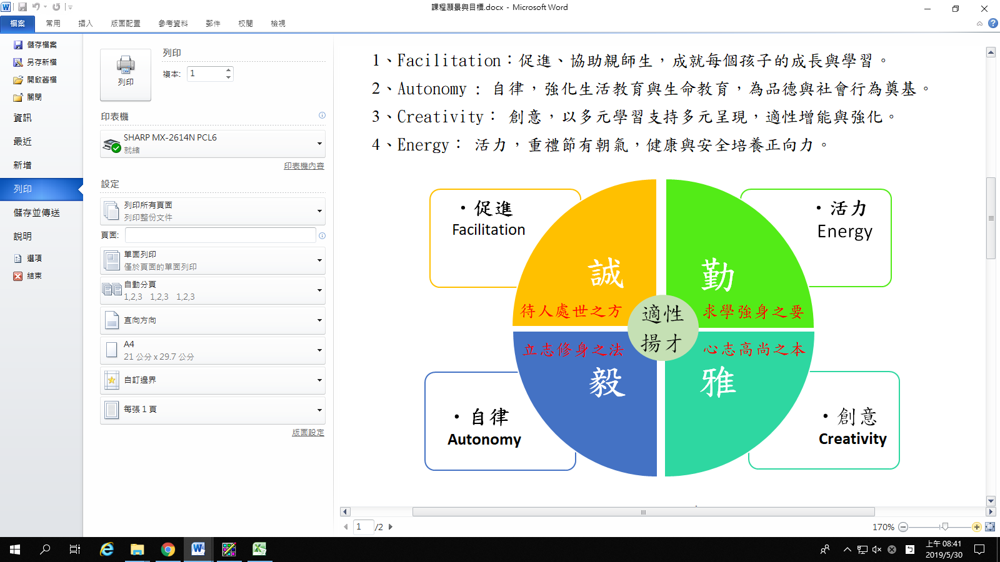 課程願景與目標.docx - Microsoft Word
檔案 常用 插入 版面配置 參考資料 郵件 校閱 檢視
儲存檔案
另存新檔
開啟舊檔
關閉
資訊
最近
新增
列印
儲存並傳送
說明
選項
結束
列印
列印
複本: 1
印表機
SHARP MX-2614N PCL6
就緒
印表機內容
設定
列印所有頁面
列印整份文件
頁面:
單面列印
僅於頁面的單面列印
自動分頁
1,2,3 1,2,3 1,2,3
直向方向
A4
21 公分 x 29.7 公分
自訂邊界
每張 1 頁
版面設定
1、Facilitation：促進、協助親師生，成就每個孩子的成長與學習。
2、Autonomy： 自律，強化生活教育與生命教育，為品德與社會行為奠基。
3、Creativity： 創意，以多元學習支持多元呈現，適性增能與強化。
4、Energy： 活力，重禮節有朝氣，健康與安全培養正向力。
•促進
Facilitation
•活力
Energy
誠
待人處世之方
勤
求學強身之要
適性
揚才
立志修身之法
毅
心志高尚之本
雅
•自律
Autonomy
•創意
Creativity
1 /2
170%
上午 08:41
2019/5/30